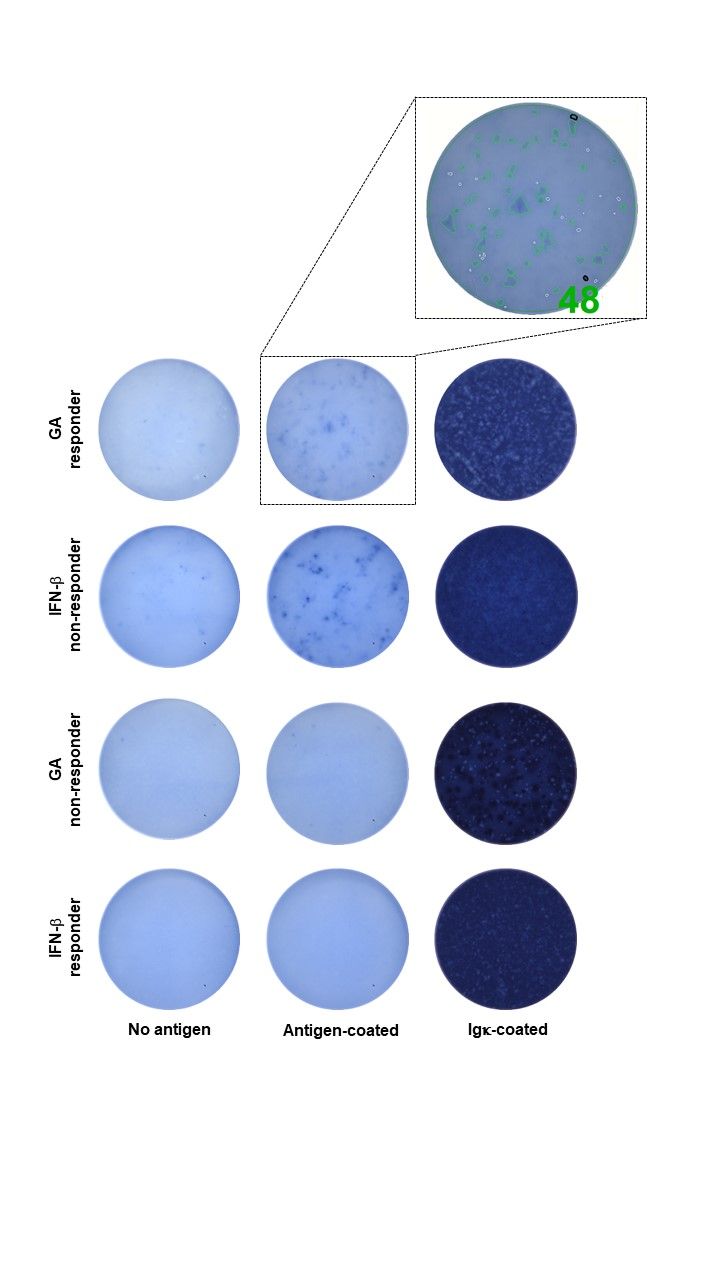 48
GA
responder
IFN-β
non-responder
GA
non-responder
IFN-β
responder
No antigen
Antigen-coated
Igκ-coated